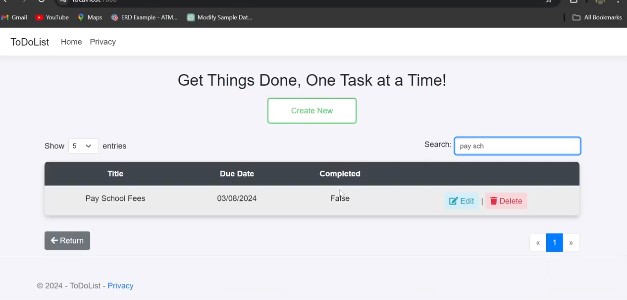 Gmail YouTube Maps ERD Example - ATM... Modify Sample Dat... All Bookmarks
ToDoList Home Privacy
Get Things Done, One Task at a Time!
Create New
Show 5 entries Search: pay sch
Title Due Date Completed
Pay School Fees 03/08/2024 False Edit | Delete
Return « 1 »
© 2024 - ToDoList - Privacy